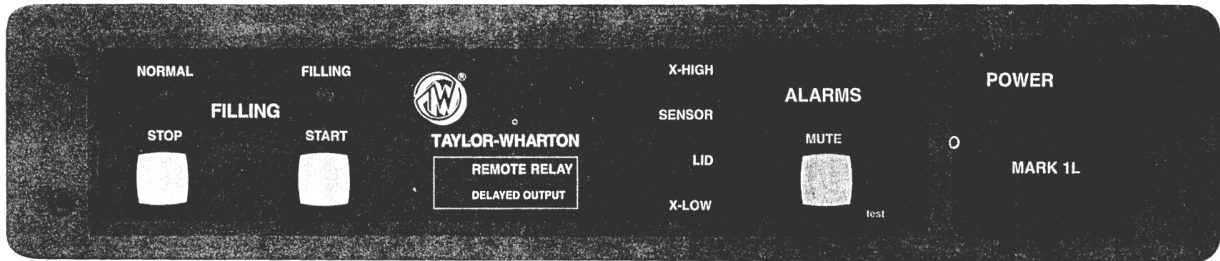 NORMAL
FILLING
FILLING
STOP
START
TW
®
TAYLOR-WHARTON
REMOTE RELAY
DELAYED OUTPUT
X-HIGH
SENSOR
LID
X-LOW
ALARMS
MUTE
test
POWER
MARK 1L